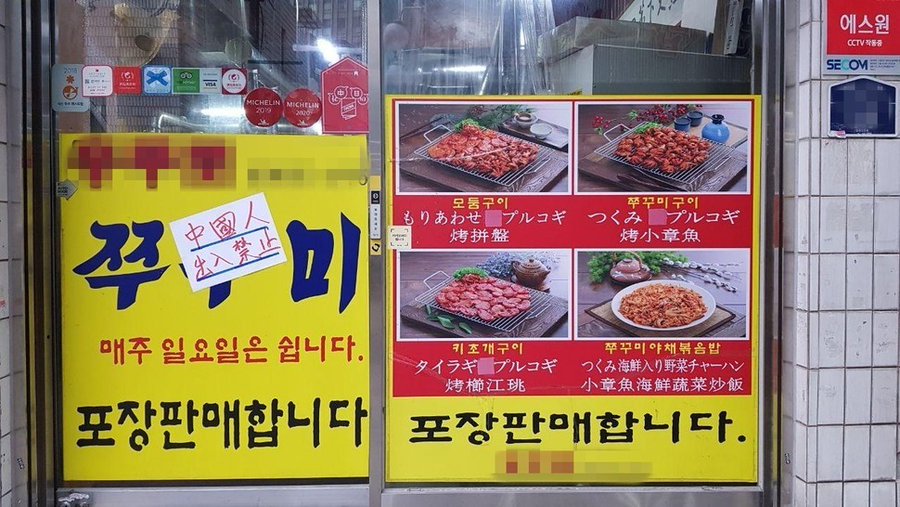 2018
MICHELIN
2019
MICHELIN
2020
VISA
中國人
出入禁止
쭈
미
매주 일요일은 쉽니다.
포장판매합니다
모둠구이
もりあわせ プルコギ
烤拼盤
쭈꾸미구이
つくみ プルコギ
烤小章魚
키조개구이
タイラギ プルコギ
烤櫛江珧
쭈꾸미야채볶음밥
つくみ海鮮入り野菜チャーハン
小章魚海鮮蔬菜炒飯
포장판매합니다.
에스원
CCTV 작동중
SECOM